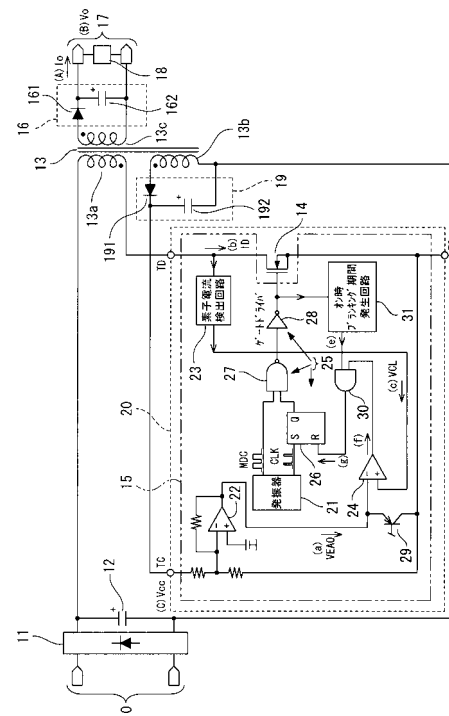 (A)Io
(B)Vo
17
161
18
16
162
13
13c
13a
13b
191
19
192
TD
(b)
ID
14
素子電流
検出回路
23
ゲートドライバ
28
オン時
ブランキング期間
発生回路
31
20
27
25
(e)
30
15
MDC
CLK
S
Q
R
26
(g)
(f)
(c)VCL
発振器
21
24
22
(a)
VEAO
29
TC
(C)Vcc
12
11
0